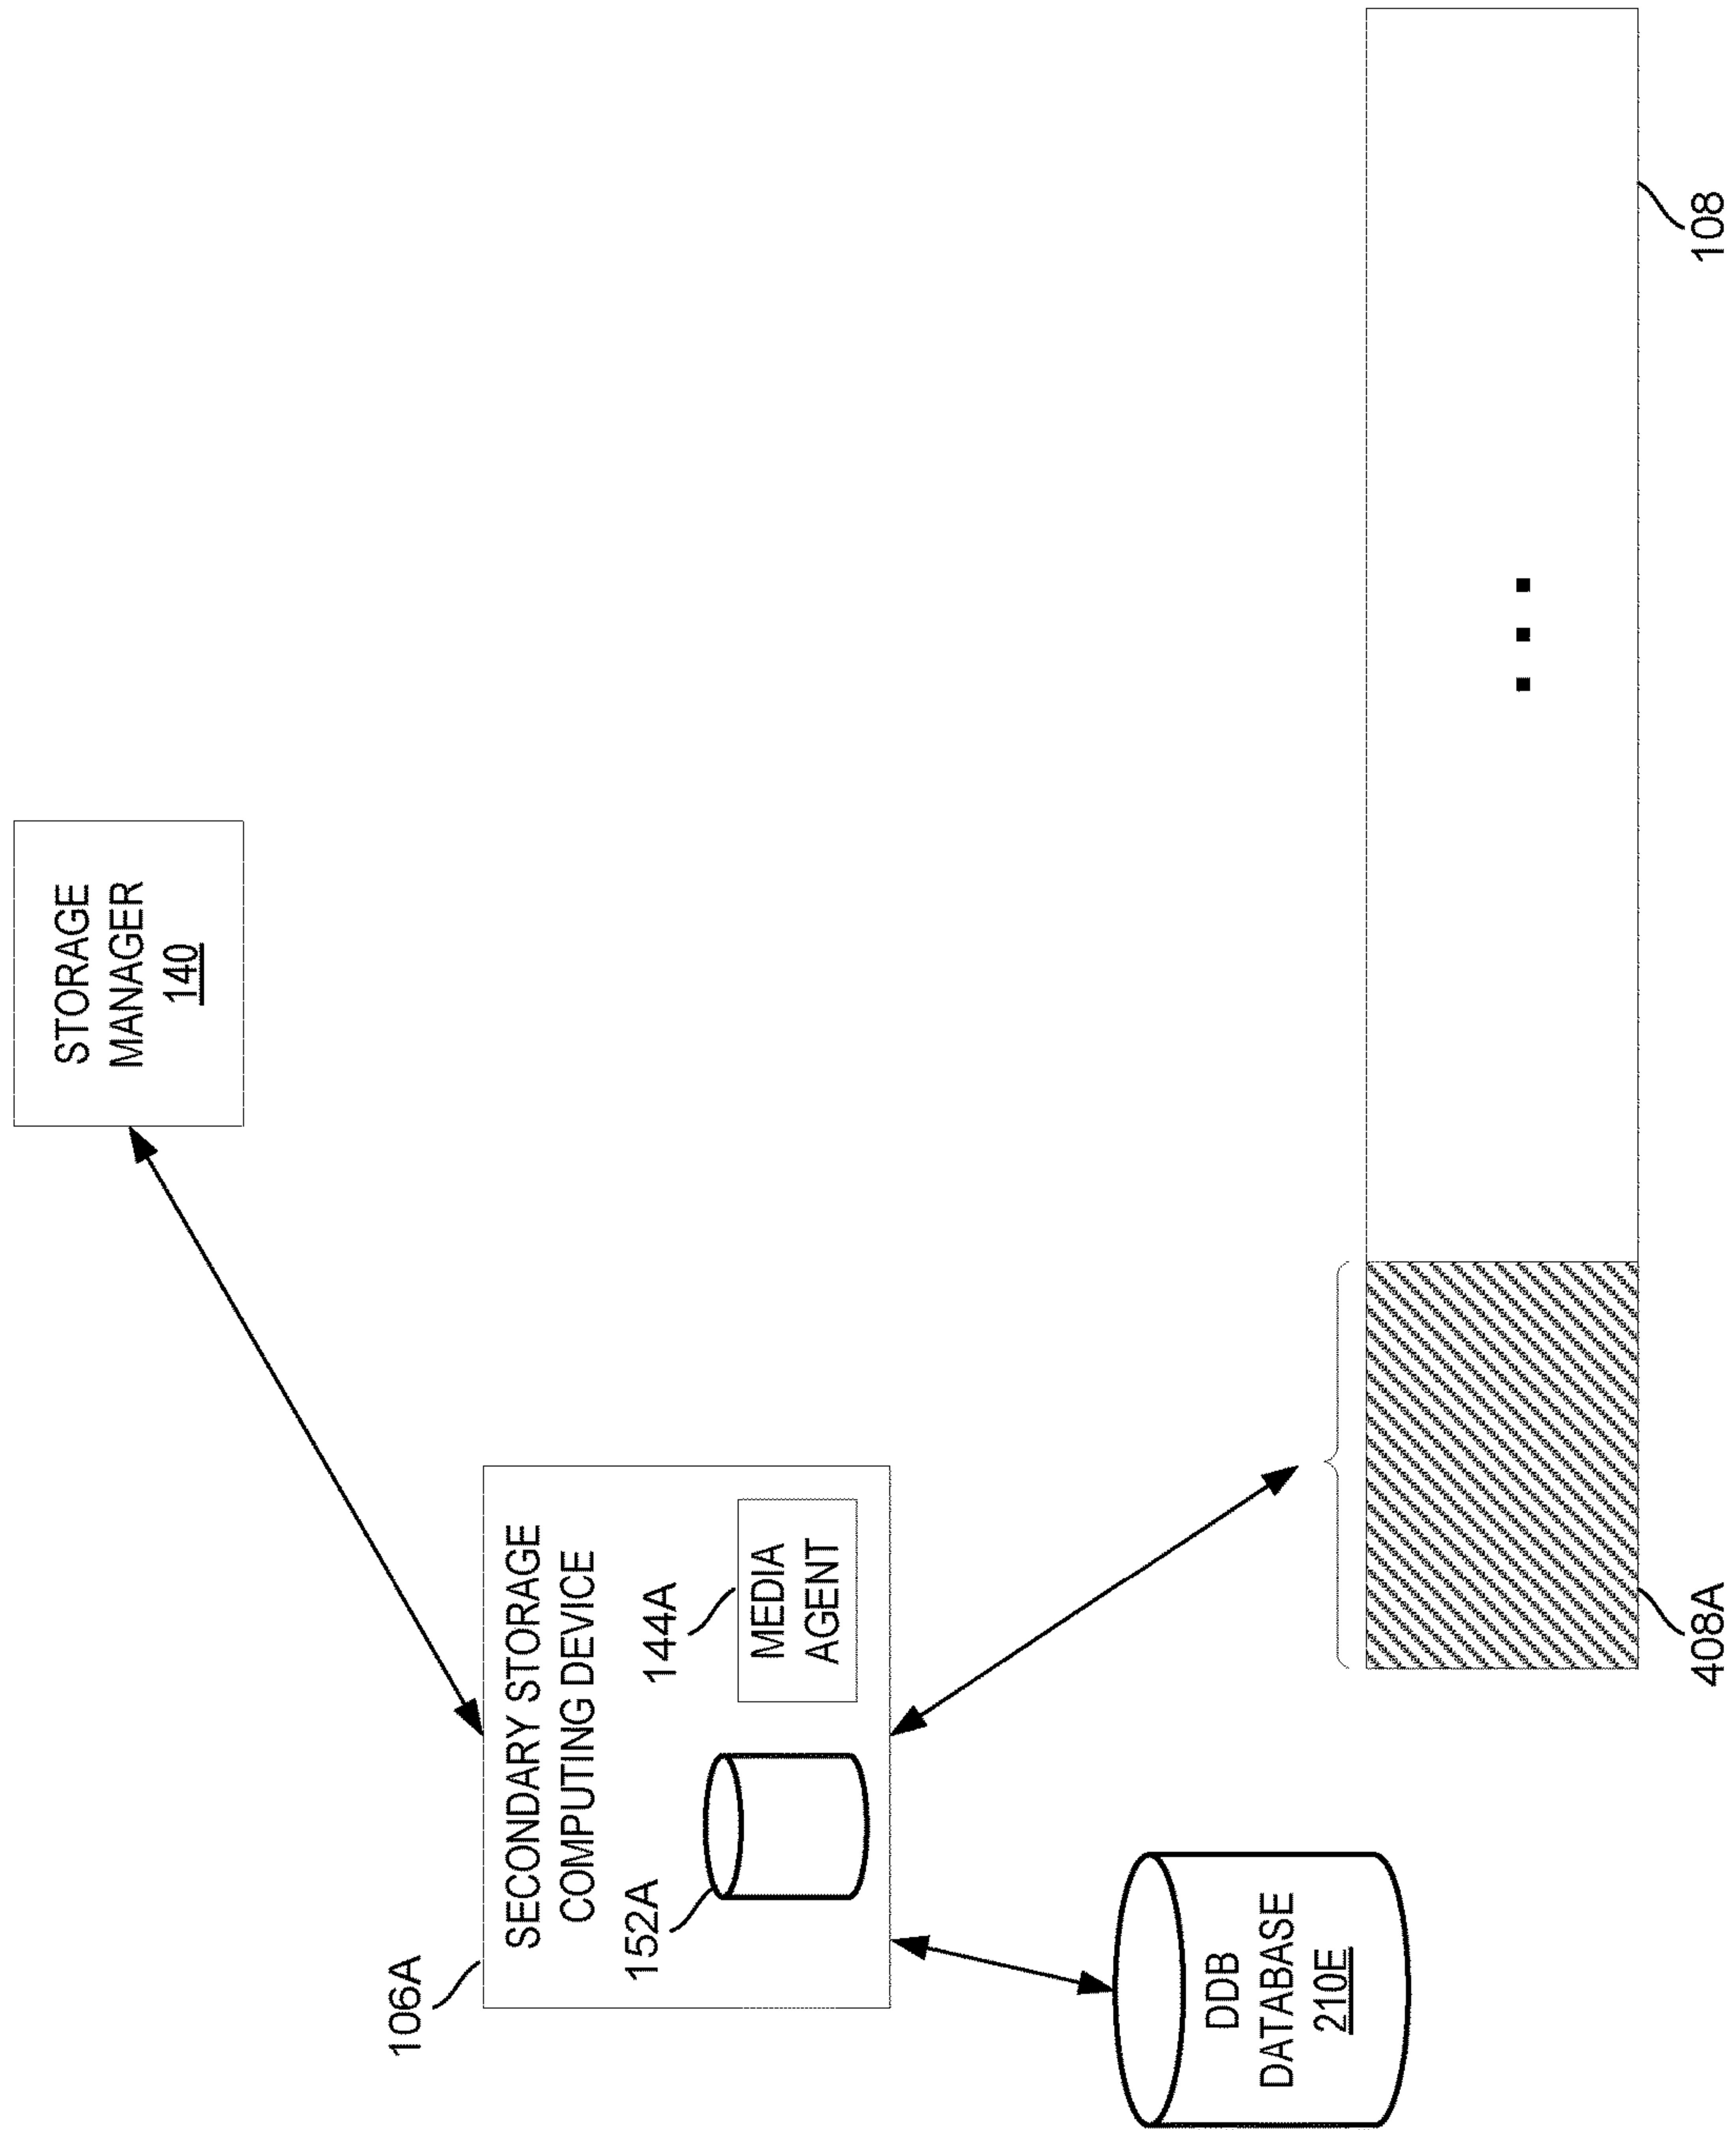 STORAGE
MANAGER
140
106A
SECONDARY STORAGE
COMPUTING DEVICE
152A
144A
MEDIA
AGENT
DDB
DATABASE
210E
408A
108